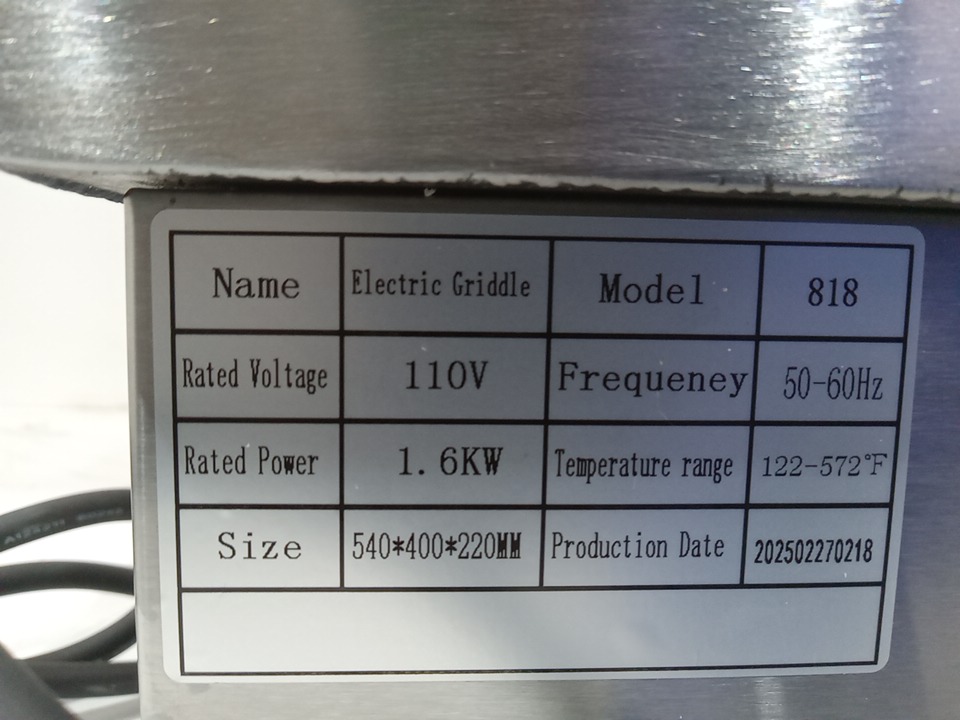 Name Electric Griddle Model 818
Rated Voltage 110V Frequeney 50-60Hz
Rated Power 1.6KW Temperature range 122-572°F
Size 540*400*220MM Production Date 202502270218